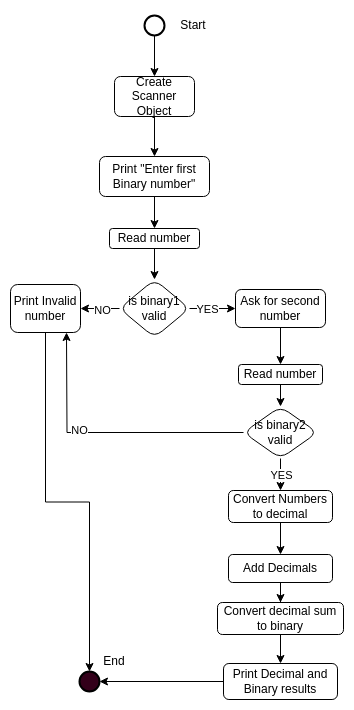 Start
Create
Scanner
Object
Print "Enter first
Binary number"
Read number
is binary1
valid
NO
YES
Print Invalid
number
Ask for second
number
Read number
is binary2
valid
NO
YES
Convert Numbers
to decimal
Add Decimals
Convert decimal sum
to binary
Print Decimal and
Binary results
End